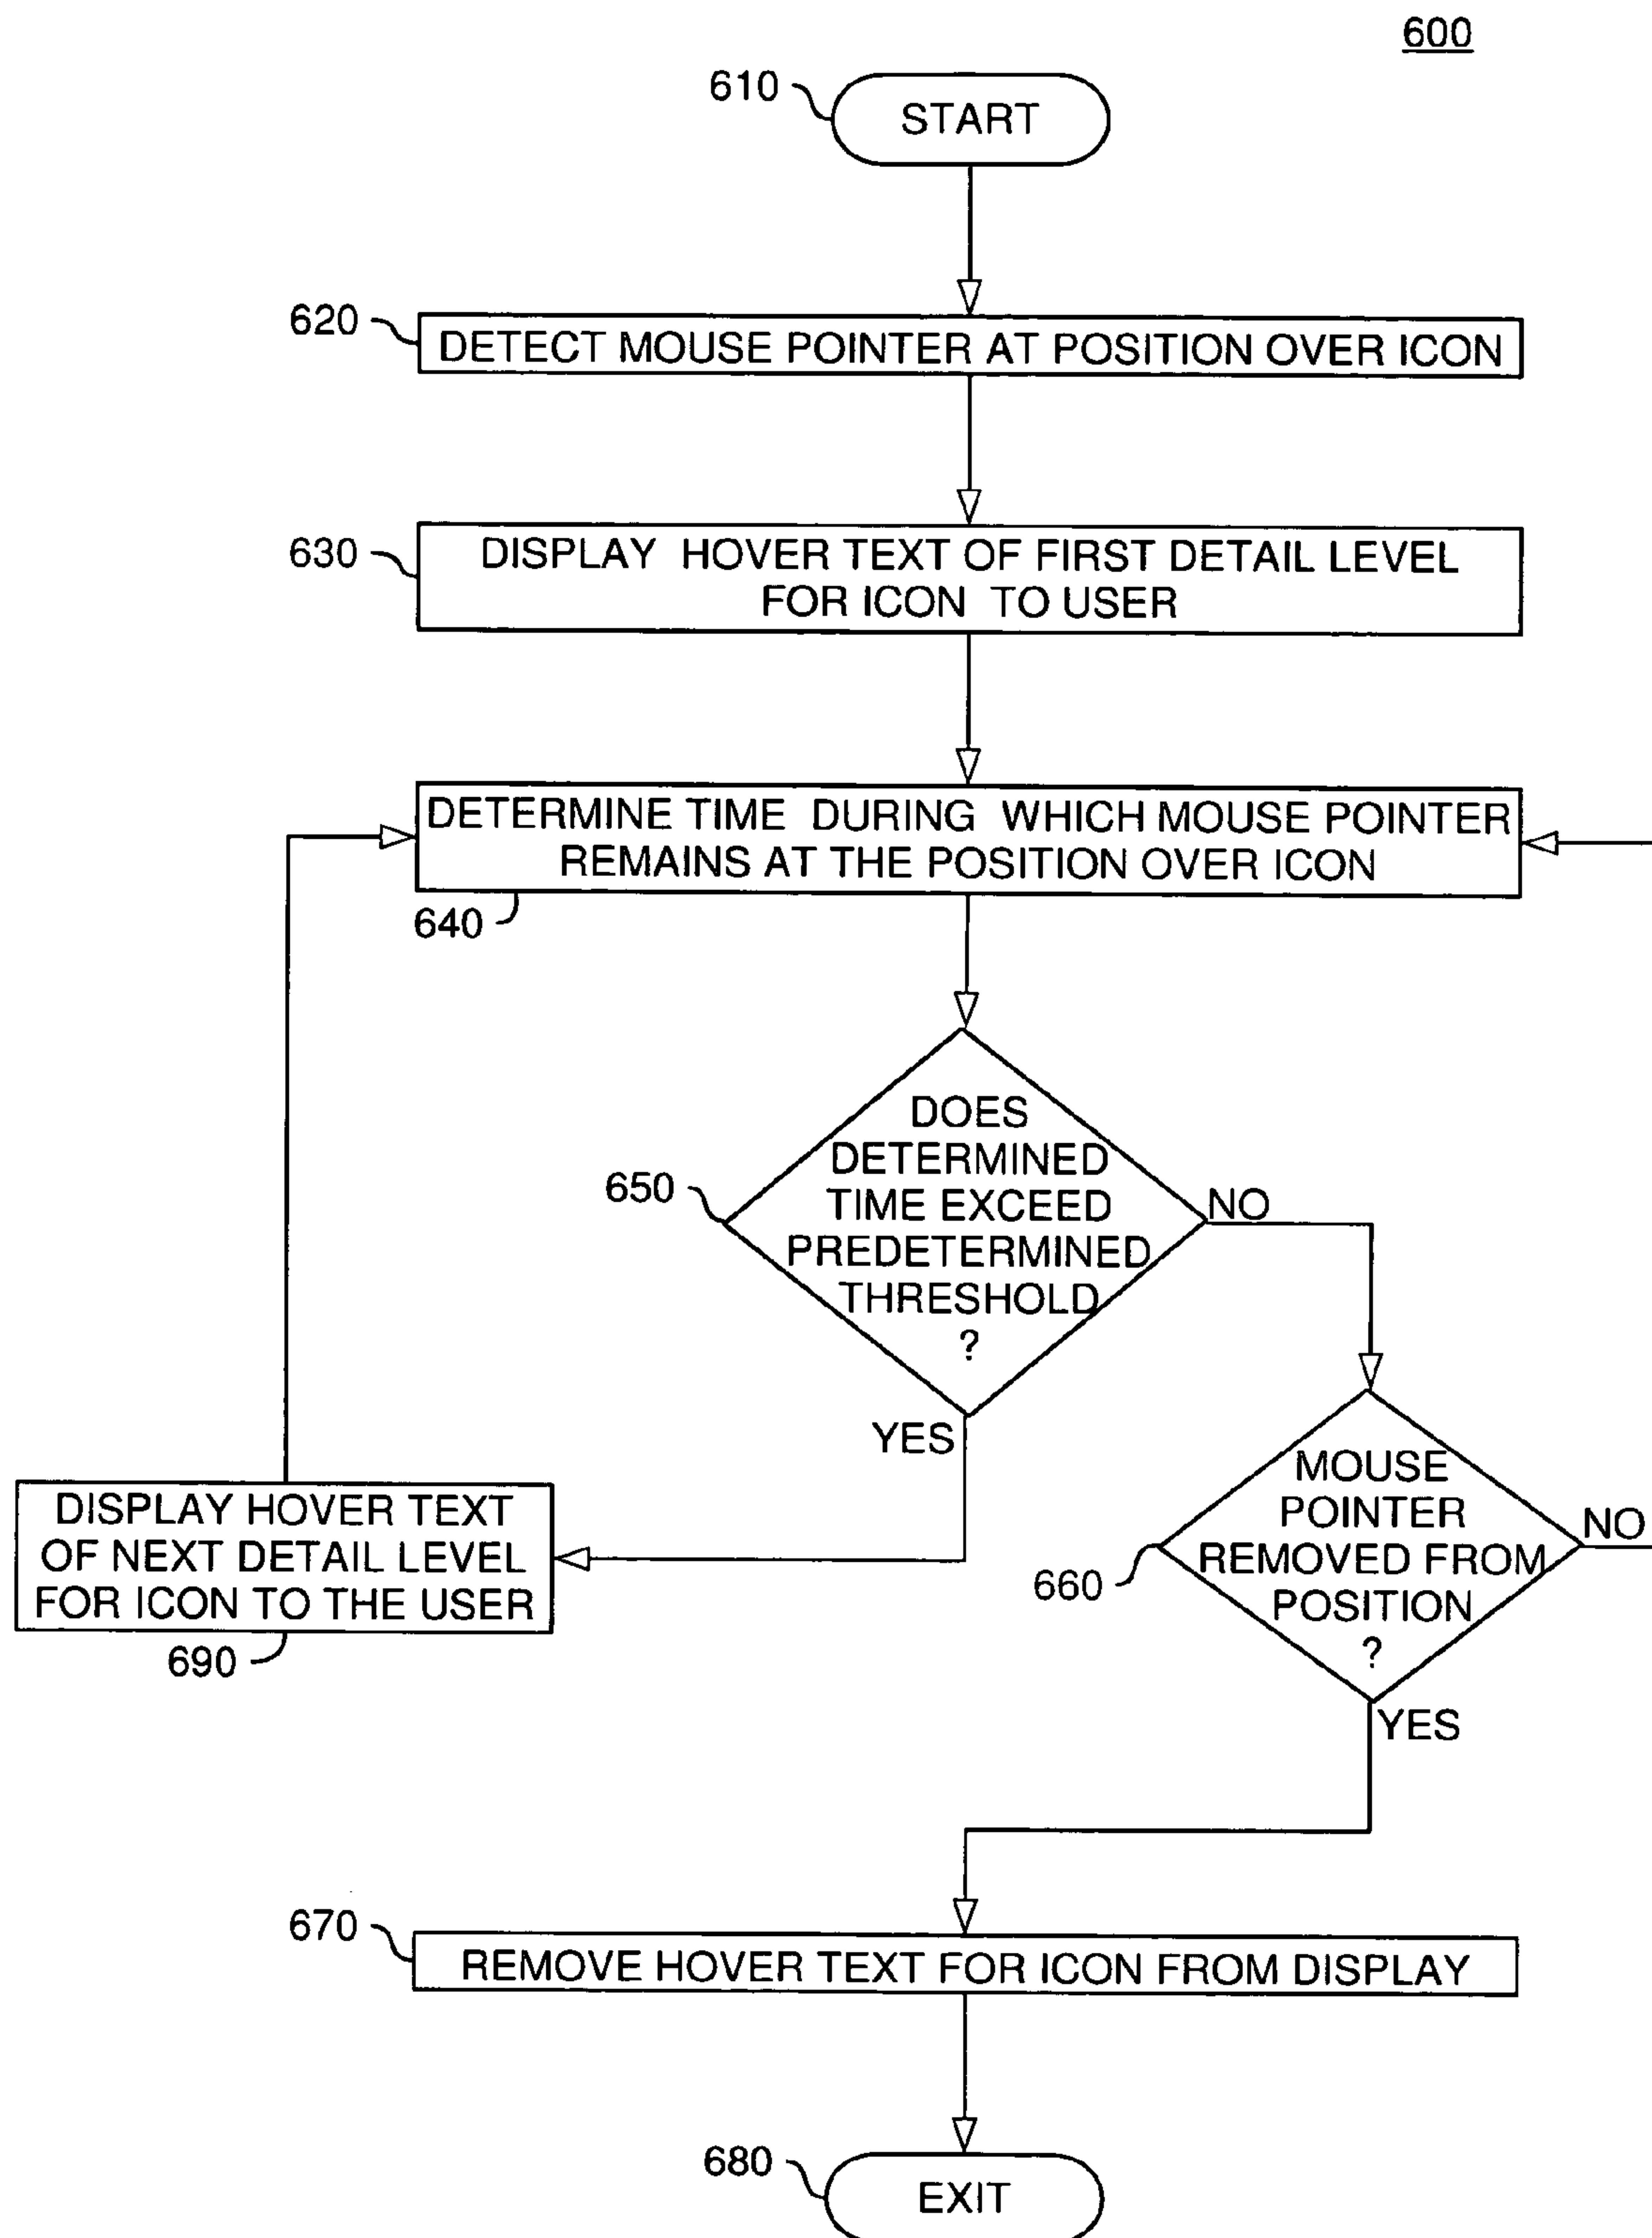 600
610
START
620
DETECT MOUSE POINTER AT POSITION OVER ICON
630
DISPLAY HOVER TEXT OF FIRST DETAIL LEVEL
FOR ICON TO USER
DETERMINE TIME DURING WHICH MOUSE POINTER
REMAINS AT THE POSITION OVER ICON
640
650
DOES
DETERMINED
TIME EXCEED
PREDETERMINED
THRESHOLD
?
NO
YES
660
MOUSE
POINTER
REMOVED FROM
POSITION
?
NO
YES
DISPLAY HOVER TEXT
OF NEXT DETAIL LEVEL
FOR ICON TO THE USER
690
670
REMOVE HOVER TEXT FOR ICON FROM DISPLAY
680
EXIT